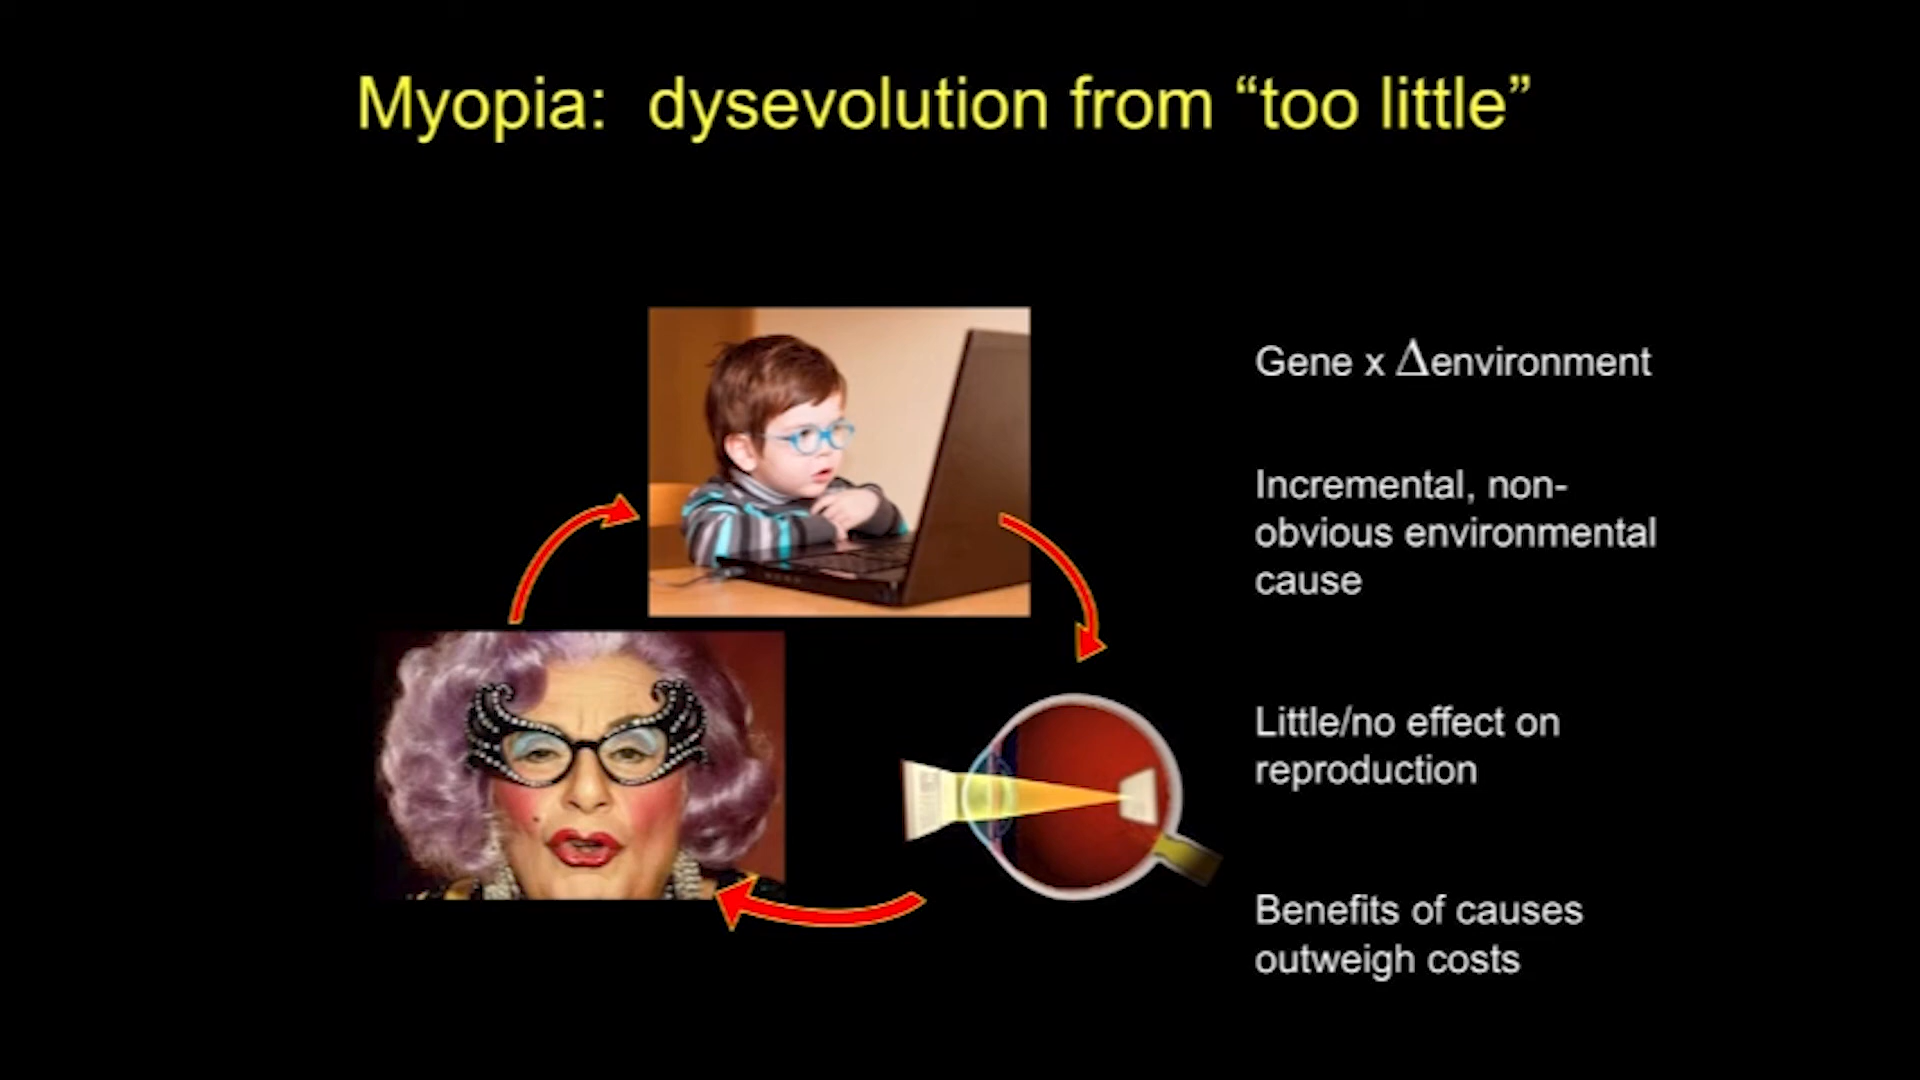 Myopia:  dysevolution from “too little”
Gene x Δenvironment
Incremental, non-
obvious environmental
cause
Little/no effect on
reproduction
Benefits of causes
outweigh costs